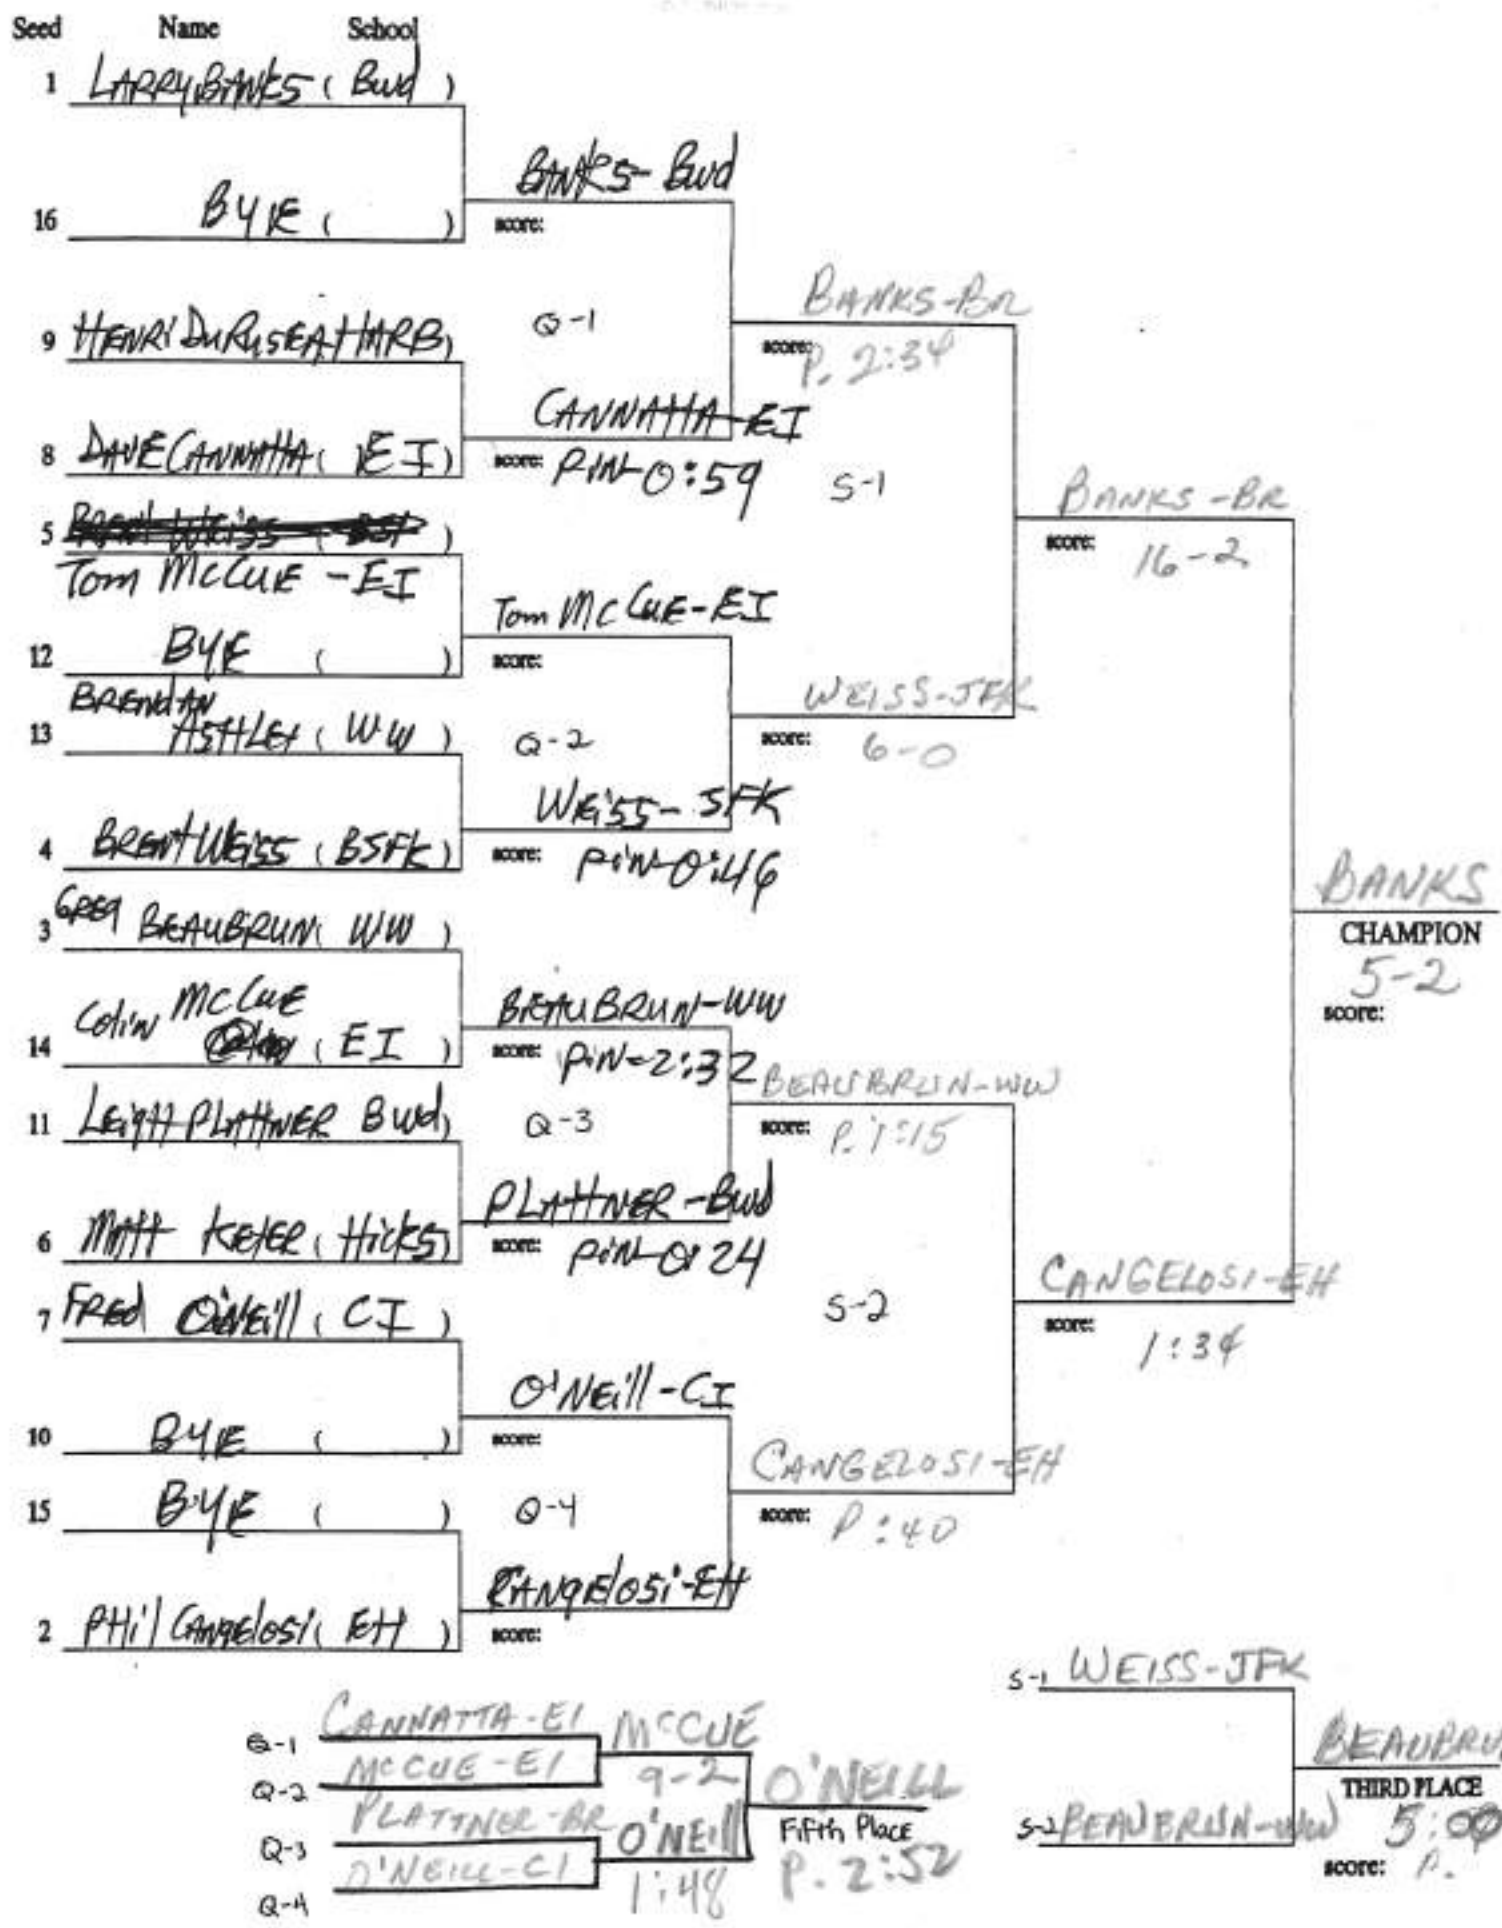 Seed Name School
1 LARRY BANKS ( Bwd )
BANKS- Bwd
16 BYE ( )
score:
BANKS-BR
9 HENRI DuRuSEAU HARB)
Q-1
score: P. 2:34
CANNATTA-EI
8 DAVE CANNATTA ( EI )
score: PIN-0:59
S-1
BANKS-BR
5 BRENT WEiSS ( )
score: 16-2
Tom McCUE - EI
Tom McCUE-EI
12 BYE ( )
score:
WEISS-JFK
13 BRENDAN ASHLEY ( WW )
Q-2
score: 6-0
WEiSS- JFK
4 BRENT WEISS ( BJFK )
score: PiN-0:46
BANKS
CHAMPION
5-2
score:
3 GREG BEAUBRUN ( WW )
BEAUBRUN-WW
14 Colin McCUE ( EI )
score: PiN-2:32
BEAUBRUN-WW
11 LEigH PLATTNER Bwd)
Q-3
score: P. 1:15
PLATTNER-Bwd
6 MATT KETER ( HicKS )
score: PiN-0:24
CANGELOSI-EH
7 FRED O'NEill ( CI )
S-2
score: 1:34
O'NEill-CI
10 BYE ( )
score:
CANGELOSI-EH
15 BYE ( )
Q-4
score: P :40
CANgElOSi-EH
2 PHil CANgElOSI ( EH )
score:
S-1 WEISS-JFK
Q-1 CANNATTA-EI
McCUE
BEAUBRU
Q-2 McCUE-EI
9-2
O'NEILL
THIRD PLACE
Q-3 PLATTNER-BR
O'NEill
Fifth Place
S-2 BEAUBRUN-WW
5:00
Q-4 O'NEILL-CI
1:48
P. 2:52
score: P.